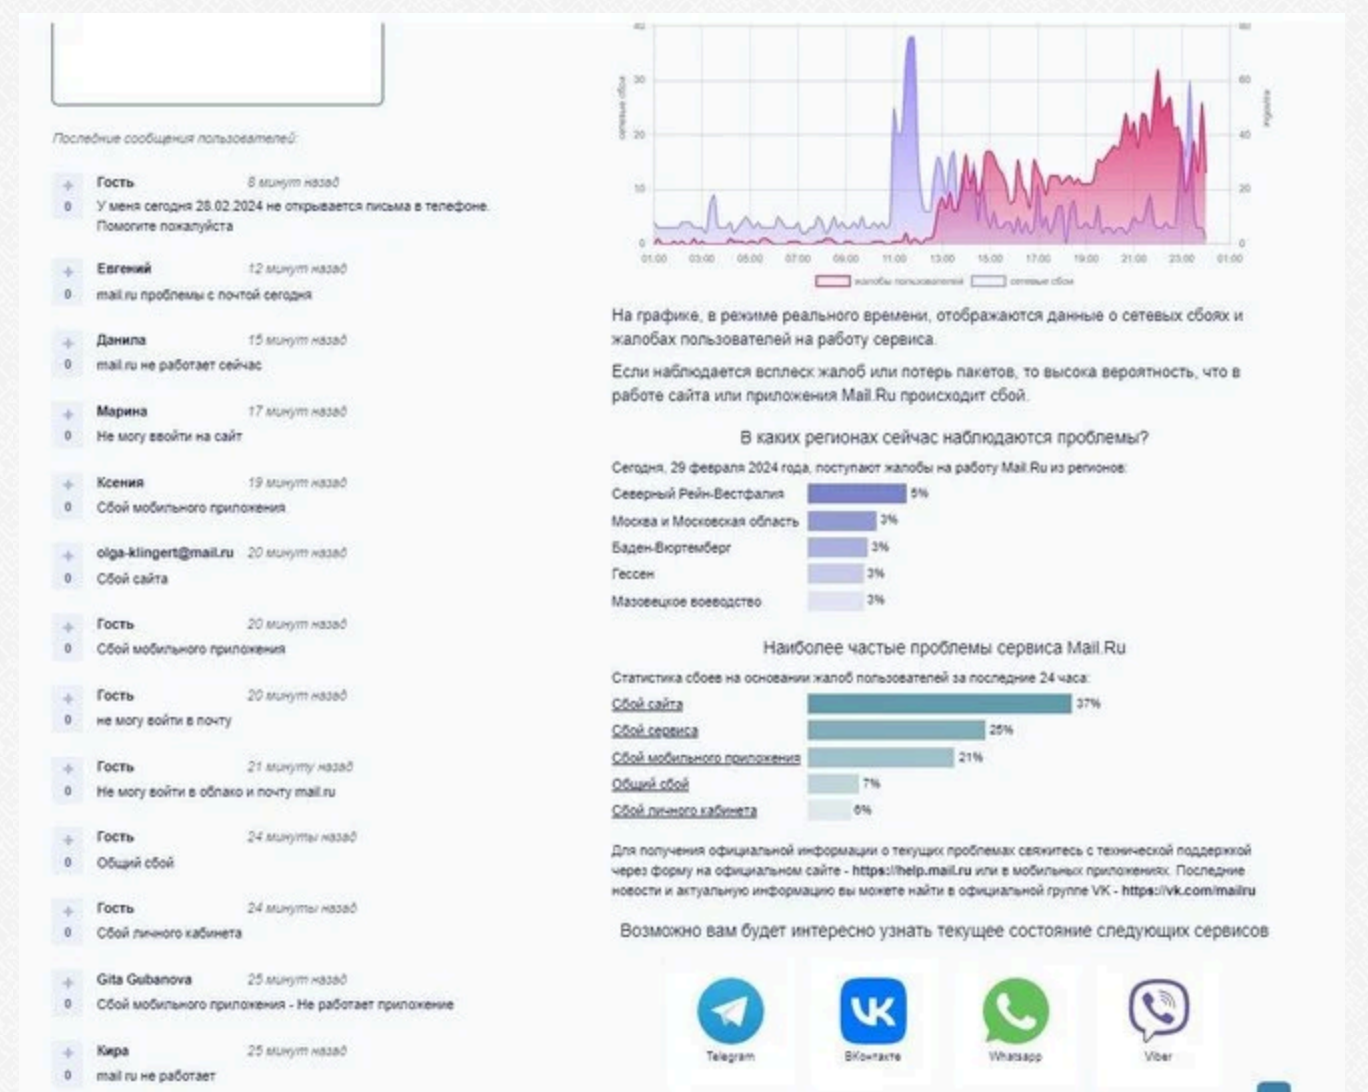 Последние сообщения пользователей:
Гость 8 минут назад
0 У меня сегодня 28.02.2024 не открывается письма в телефоне.
Помогите пожалуйста
Евгений 12 минут назад
0 mail.ru проблемы с почтой сегодня
Данила 15 минут назад
0 mail.ru не работает сейчас
Марина 17 минут назад
0 Не могу ввойти на сайт
Ксения 19 минут назад
0 Сбой мобильного приложения
olga-klingert@mail.ru 20 минут назад
0 Сбой сайта
Гость 20 минут назад
0 Сбой мобильного приложения
Гость 20 минут назад
0 не могу войти в почту
Гость 21 минуту назад
0 Не могу войти в облако и почту mail.ru
Гость 24 минуты назад
0 Общий сбой
Гость 24 минуты назад
0 Сбой личного кабинета
Gita Gubanova 25 минут назад
0 Сбой мобильного приложения - Не работает приложение
Кира 25 минут назад
0 mail ru не работает
40 80
30 60
20 40
10 20
0 0
сетевые сбои
жалобы
01:00 03:00 05:00 07:00 09:00 11:00 13:00 15:00 17:00 19:00 21:00 23:00 01:00
жалобы пользователей сетевые сбои
На графике, в режиме реального времени, отображаются данные о сетевых сбоях и
жалобах пользователей на работу сервиса.
Если наблюдается всплеск жалоб или потерь пакетов, то высока вероятность, что в
работе сайта или приложения Mail.Ru происходит сбой.
В каких регионах сейчас наблюдаются проблемы?
Сегодня, 29 февраля 2024 года, поступают жалобы на работу Mail.Ru из регионов:
Северный Рейн-Вестфалия 5%
Москва и Московская область 3%
Баден-Вюртемберг 3%
Гессен 3%
Мазовецкое воеводство 3%
Наиболее частые проблемы сервиса Mail.Ru
Статистика сбоев на основании жалоб пользователей за последние 24 часа:
Сбой сайта 37%
Сбой сервиса 25%
Сбой мобильного приложения 21%
Общий сбой 7%
Сбой личного кабинета 6%
Для получения официальной информации о текущих проблемах свяжитесь с технической поддержкой
через форму на официальном сайте - https://help.mail.ru или в мобильных приложениях. Последние
новости и актуальную информацию вы можете найти в официальной группе VK - https://vk.com/mailru
Возможно вам будет интересно узнать текущее состояние следующих сервисов
Telegram ВКонтакте Whatsapp Viber